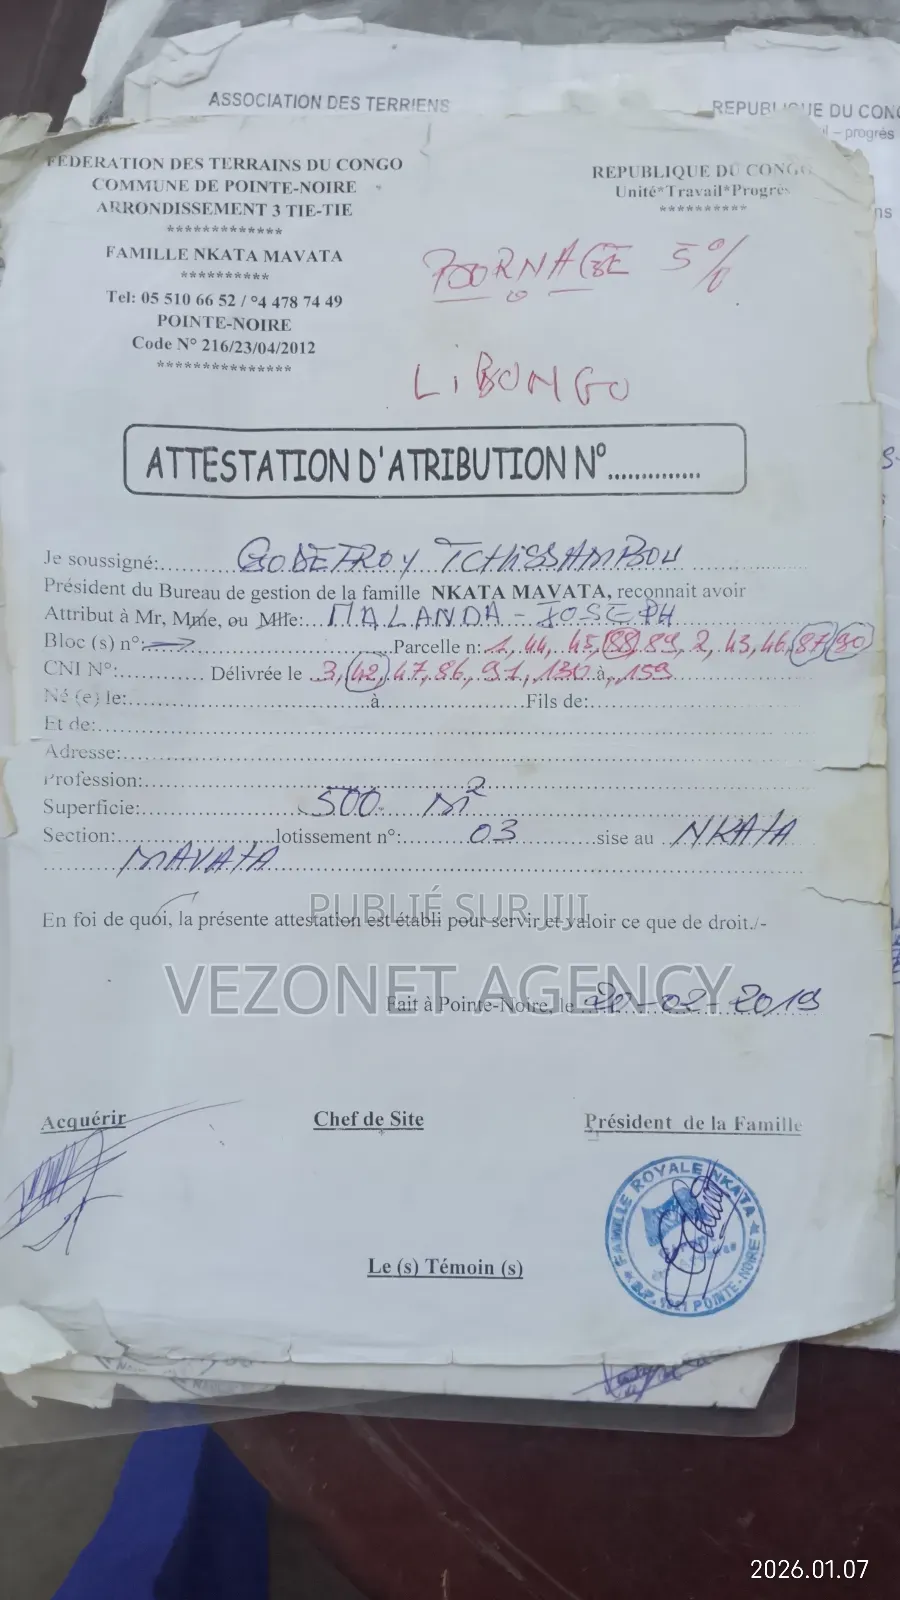 ASSOCIATION DES TERRIENS
REPUBLIQUE DU CONG
– progrés
FEDERATION DES TERRAINS DU CONGO
COMMUNE DE POINTE-NOIRE
ARRONDISSEMENT 3 TIE-TIE
*************
FAMILLE NKATA MAVATA
**********
Tel: 05 510 66 52 / °4 478 74 49
POINTE-NOIRE
Code N° 216/23/04/2012
***************
REPUBLIQUE DU CONGO
Unité*Travail*Progres
**********
BORNAGE 5%
LiBONGO
ATTESTATION D'ATRIBUTION N°..............
Je soussigné: GODEFROY TCHISSAMBOU
Président du Bureau de gestion de la famille NKATA MAVATA, reconnait avoir
Attribut à Mr, Mme, ou Mlle: MALANDA - JOSEPH
Bloc (s) n°: Parcelle n: 1, 44, 45, 88, 89, 2, 43, 46, 87, 90
CNI N°:............ Délivrée le 3, 42, 47, 86, 91, 130 à, 159
Né (e) le: à Fils de:
Et de:
Adresse:
Profession:
Superficie: 500 m²
Section: lotissement n°: 03 sise au NKATA
MAVATA
PUBLIÉ SUR JIJI
En foi de quoi, la présente attestation est établi pour servir et valoir ce que de droit./-
VEZONET AGENCY
Fait à Pointe-Noire, le 20-02-2019
Acquérir
Chef de Site
Président de la Famille
FAMILLE ROYALE NKATA
POINTE-NOIRE
Le (s) Témoin (s)
2026.01.07